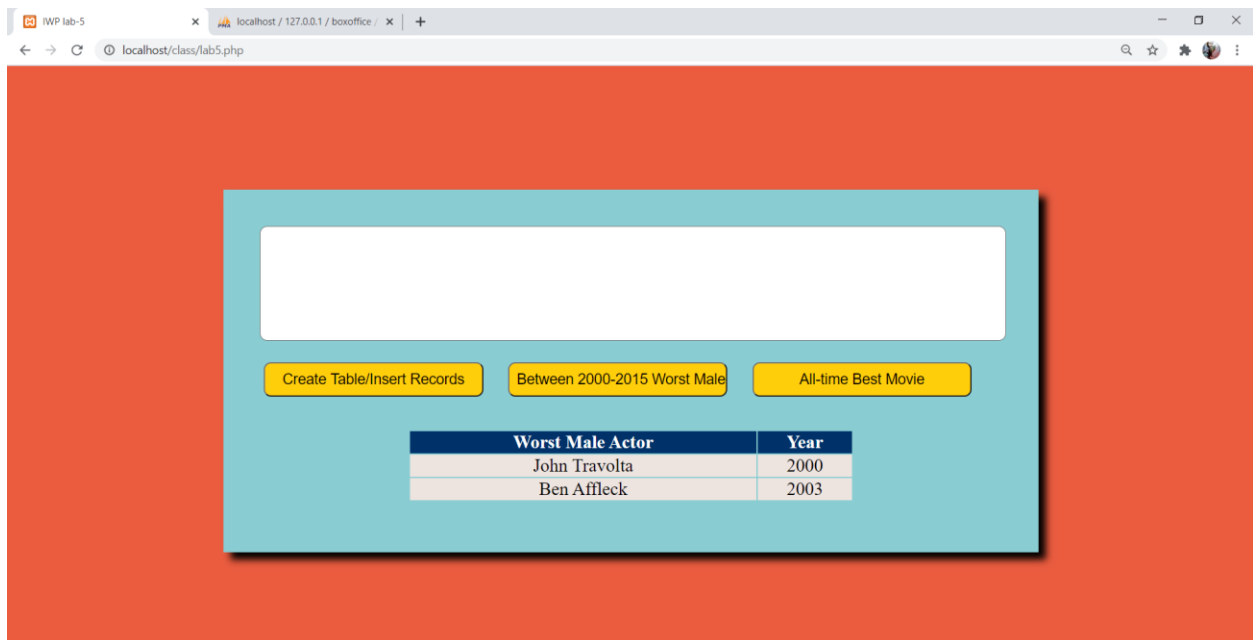 IWP lab-5
localhost / 127.0.0.1 / boxoffice /
localhost/class/lab5.php
Create Table/Insert Records
Between 2000-2015 Worst Male
All-time Best Movie
Worst Male Actor Year
John Travolta 2000
Ben Affleck 2003